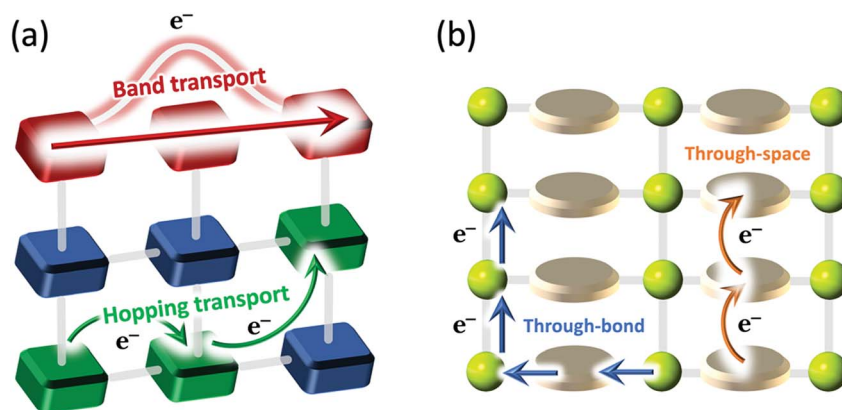 (a)
e⁻
Band transport
Hopping transport
e⁻
e⁻
(b)
Through-space
e⁻
e⁻
e⁻
Through-bond
e⁻